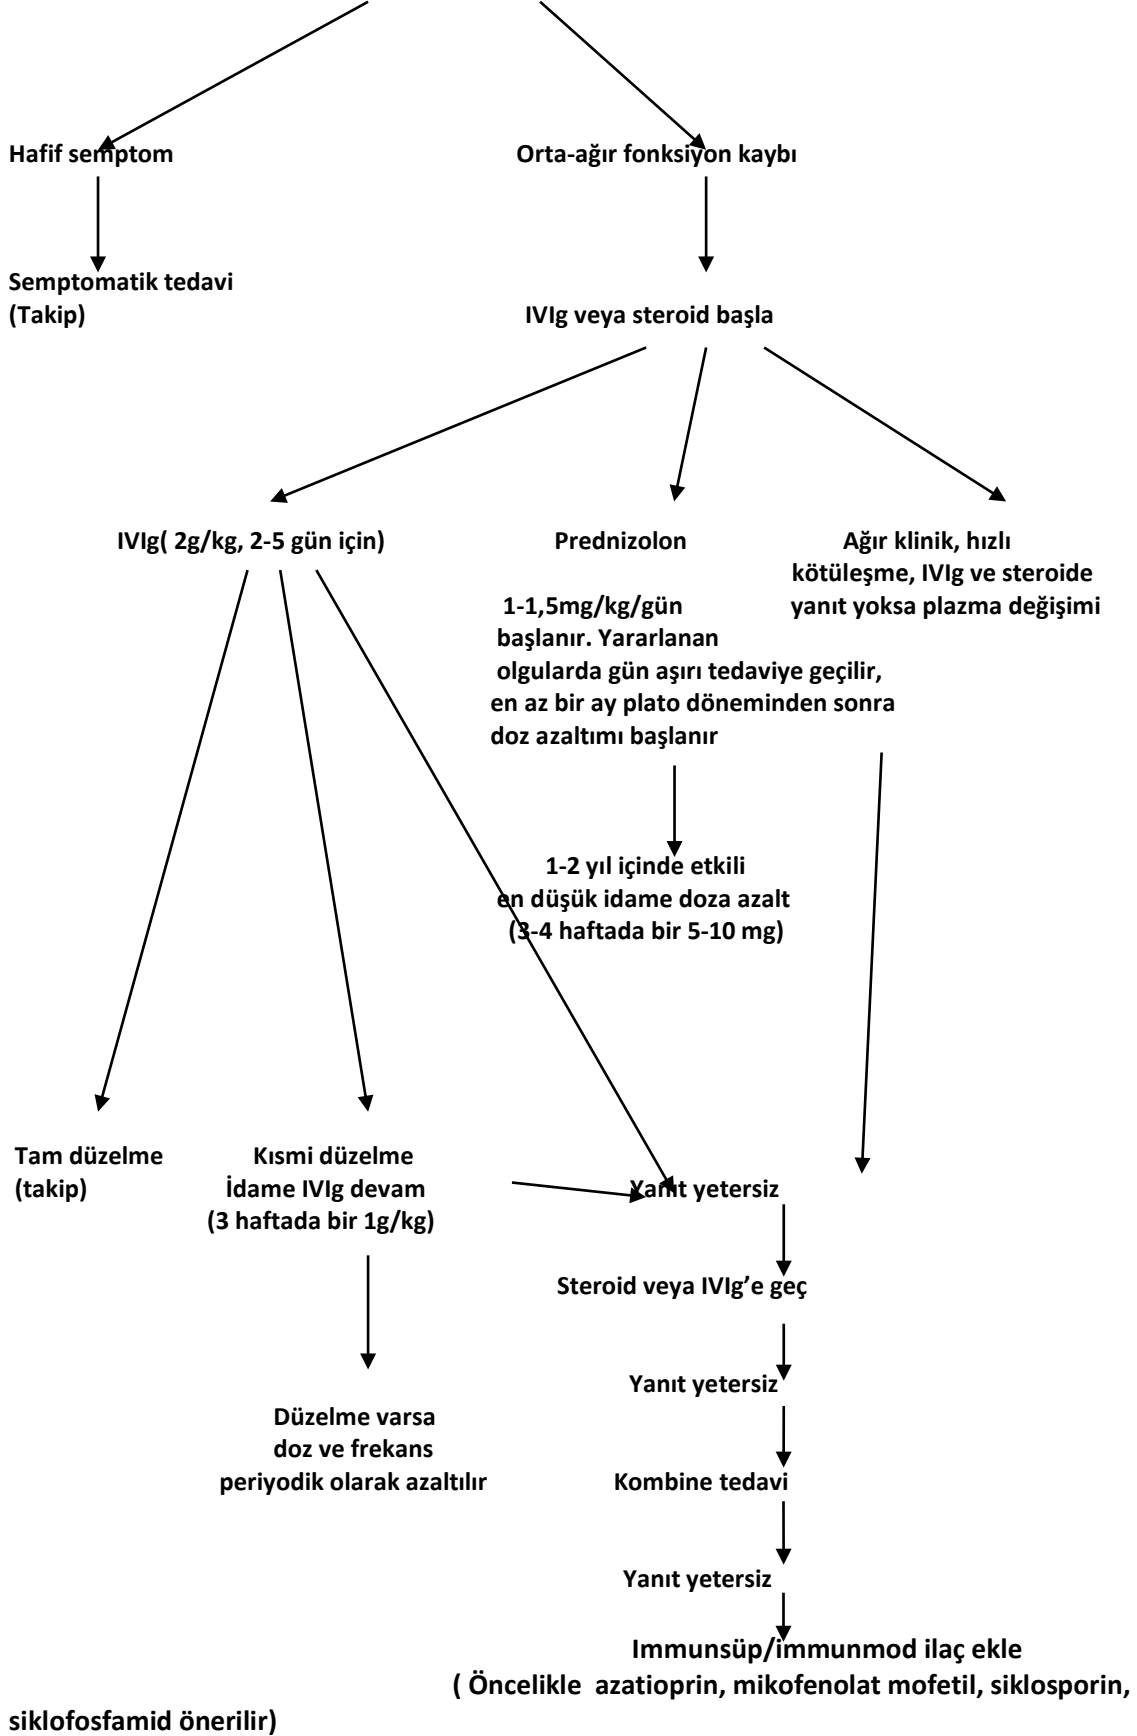 Hafif semptom
Orta-ağır fonksiyon kaybı
Semptomatik tedavi
(Takip)
IVIg veya steroid başla
IVIg( 2g/kg, 2-5 gün için)
Prednizolon
1-1,5mg/kg/gün
başlanır. Yararlanan
olgularda gün aşırı tedaviye geçilir,
en az bir ay plato döneminden sonra
doz azaltımı başlanır
Ağır klinik, hızlı
kötüleşme, IVIg ve steroide
yanıt yoksa plazma değişimi
1-2 yıl içinde etkili
en düşük idame doza azalt
(3-4 haftada bir 5-10 mg)
Tam düzelme
(takip)
Kısmi düzelme
İdame IVIg devam
(3 haftada bir 1g/kg)
Yanıt yetersiz
Steroid veya IVIg’e geç
Yanıt yetersiz
Düzelme varsa
doz ve frekans
periyodik olarak azaltılır
Kombine tedavi
Yanıt yetersiz
Immunsüp/immunmod ilaç ekle
( Öncelikle  azatioprin, mikofenolat mofetil, siklosporin,
siklofosfamid önerilir)